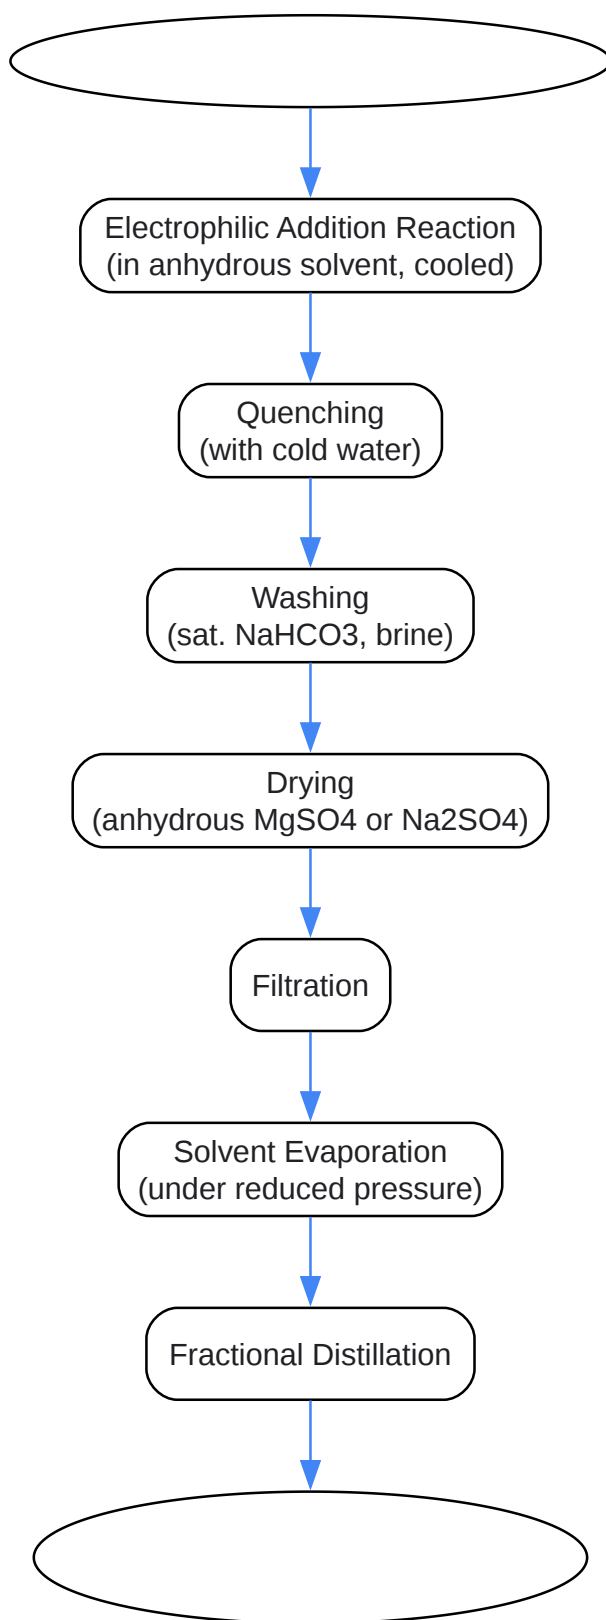 Electrophilic Addition Reaction
(in anhydrous solvent, cooled)
Quenching
(with cold water)
Washing
(sat. NaHCO3, brine)
Drying
(anhydrous MgSO4 or Na2SO4)
Filtration
Solvent Evaporation
(under reduced pressure)
Fractional Distillation